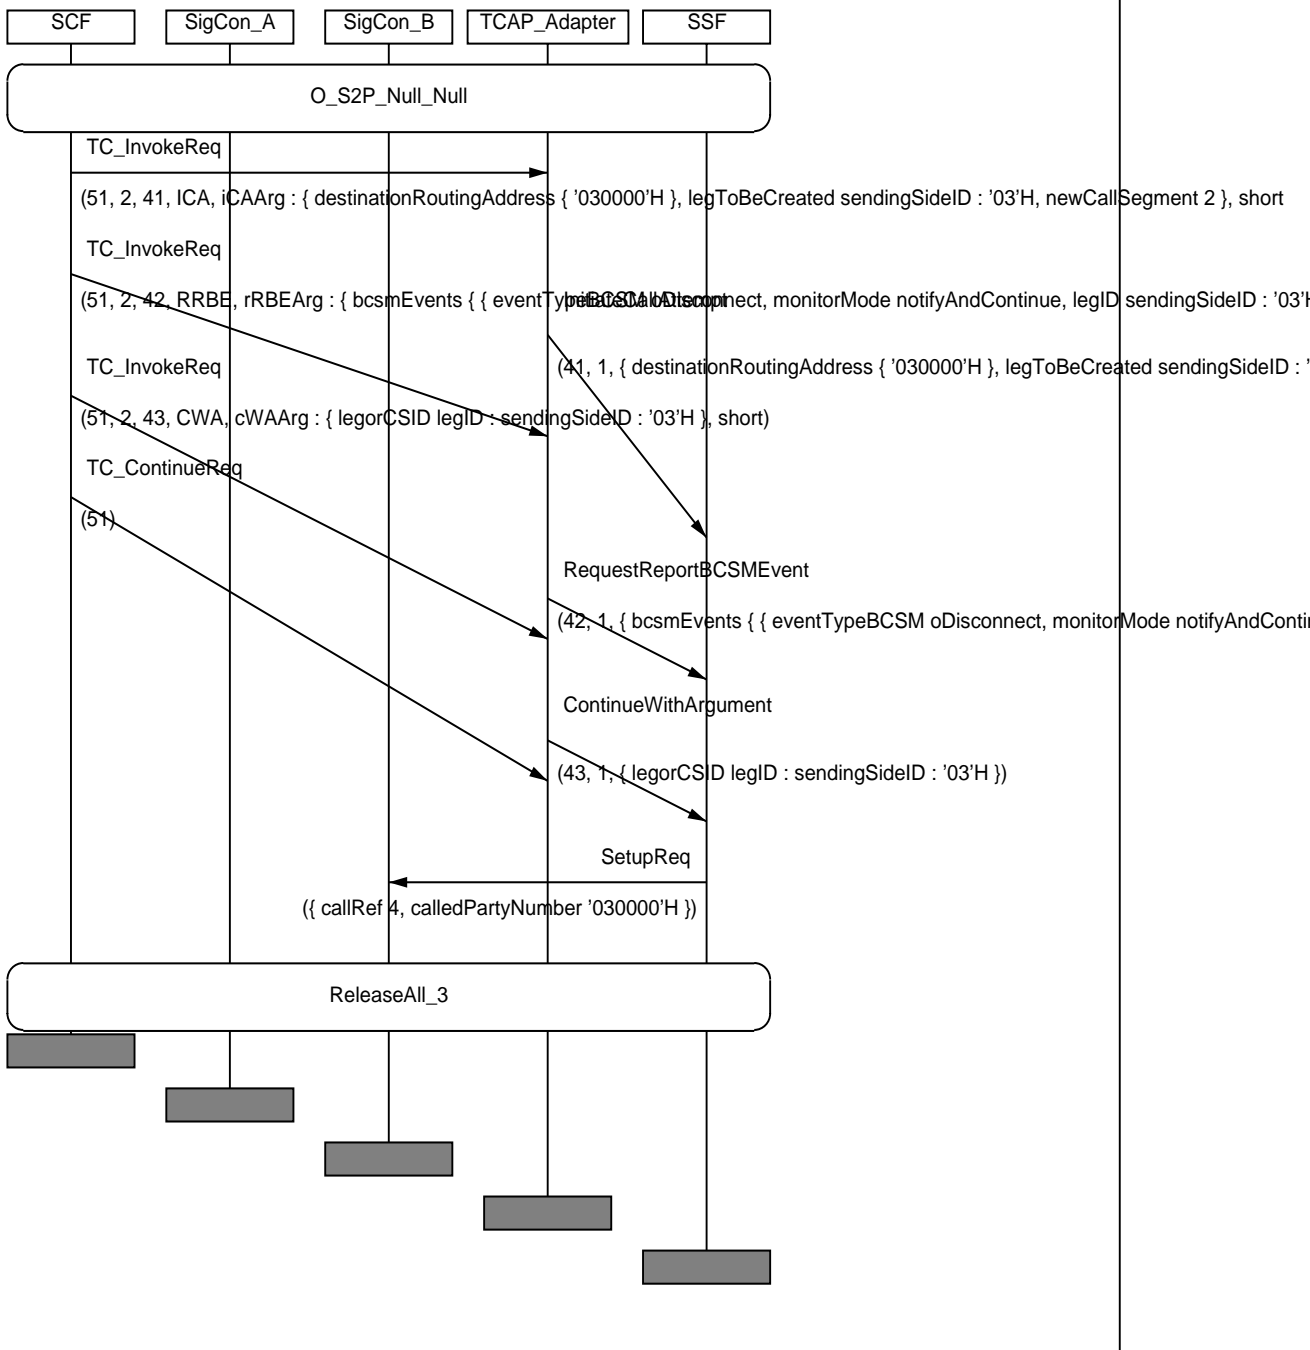 SCF SigCon_A SigCon_B TCAP_Adapter SSF
O_S2P_Null_Null
TC_InvokeReq
(51, 2, 41, ICA, iCAArg : { destinationRoutingAddress { '030000'H }, legToBeCreated sendingSideID : '03'H, newCallSegment 2 }, short
TC_InvokeReq
(51, 2, 42, RRBE, rRBEArg : { bcsmEvents { { eventTypeBCSM oDisconnect, monitorMode notifyAndContinue, legID sendingSideID : '03'H
InitiateCallAttempt
TC_InvokeReq
(41, 1, { destinationRoutingAddress { '030000'H }, legToBeCreated sendingSideID : '
(51, 2, 43, CWA, cWAArg : { legorCSID legID : sendingSideID : '03'H }, short)
TC_ContinueReq
(51)
RequestReportBCSMEvent
(42, 1, { bcsmEvents { { eventTypeBCSM oDisconnect, monitorMode notifyAndContin
ContinueWithArgument
(43, 1, { legorCSID legID : sendingSideID : '03'H })
SetupReq
({ callRef 4, calledPartyNumber '030000'H })
ReleaseAll_3